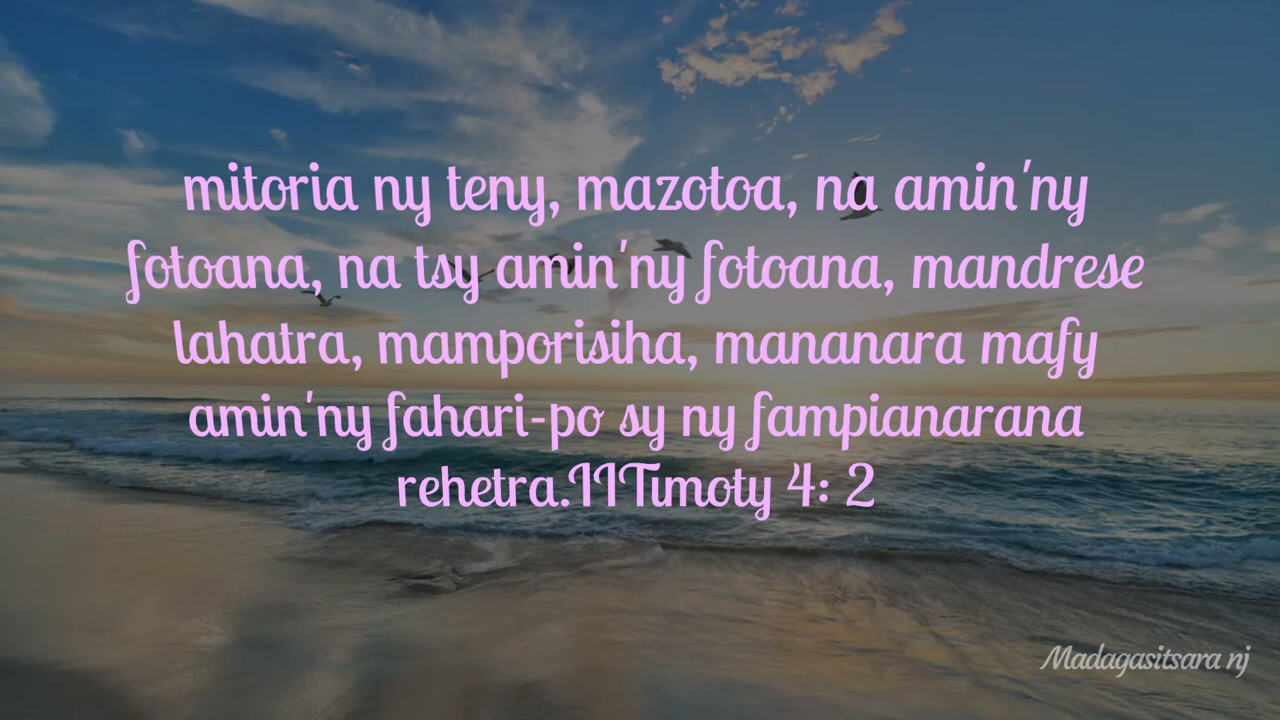 mitoria ny teny, mazotoa, na amin'ny
fotoana, na tsy amin'ny fotoana, mandrese
lahatra, mamporisiha, mananara mafy
amin'ny fahari-po sy ny fampianarana
rehetra.IITimoty 4: 2
Madagasitsara nj